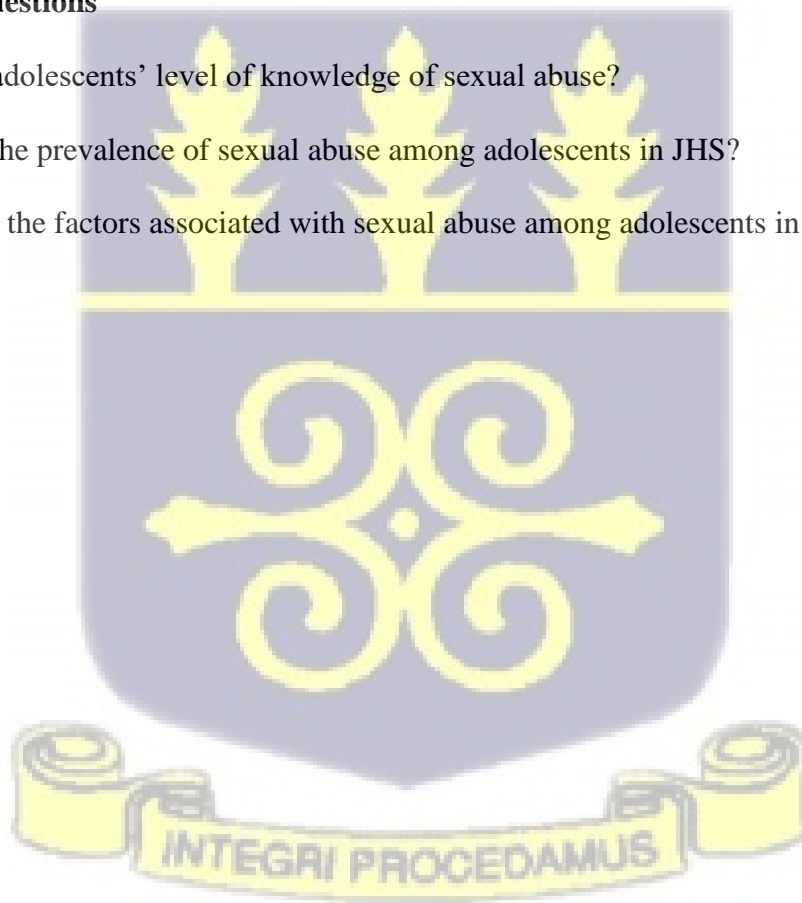 uestions
adolescents’ level of knowledge of sexual abuse?
he prevalence of sexual abuse among adolescents in JHS?
the factors associated with sexual abuse among adolescents in
INTEGRI PROCEDAMUS